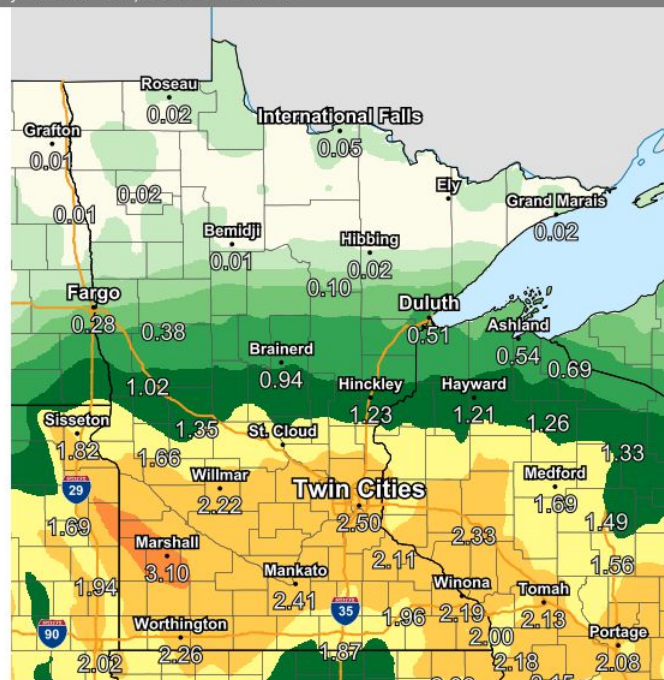 Roseau
0.02
International Falls
0.05
Grafton
0.01
0.02
Ely
0.01
Grand Marais
0.02
Bemidji
0.01
Hibbing
0.02
0.10
Fargo
0.28
0.38
Duluth
0.51
Ashland
0.54
0.69
Brainerd
0.94
1.02
Hinckley
1.23
Hayward
1.21
1.26
Sisseton
1.82
1.35
St. Cloud
1.66
1.33
Willmar
2.22
Medford
1.69
29
Twin Cities
2.50
1.69
1.49
2.33
Marshall
3.10
2.11
1.56
1.94
Mankato
2.41
Winona
2.19
Tomah
2.13
35
1.96
90
Worthington
2.26
2.00
Portage
2.08
1.87
2.02
2.18